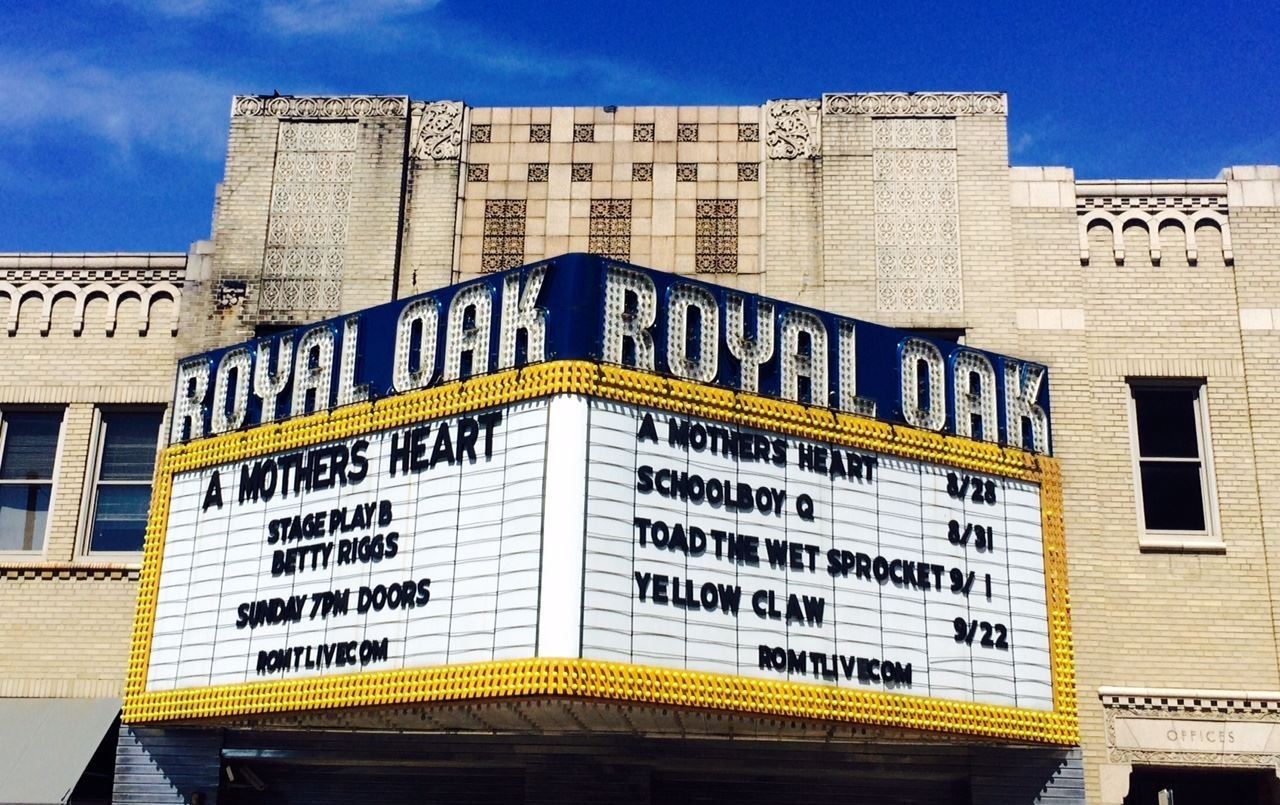 ROYAL OAK
ROYAL OAK
A MOTHERS HEART
STAGE PLAY B
BETTY RIGGS
SUNDAY 7PM DOORS
ROMTLIVECOM
A MOTHERS HEART 8/28
SCHOOLBOY Q 8/31
TOAD THE WET SPROCKET 9/1
YELLOW CLAW 9/22
ROMTLIVECOM
OFFICES